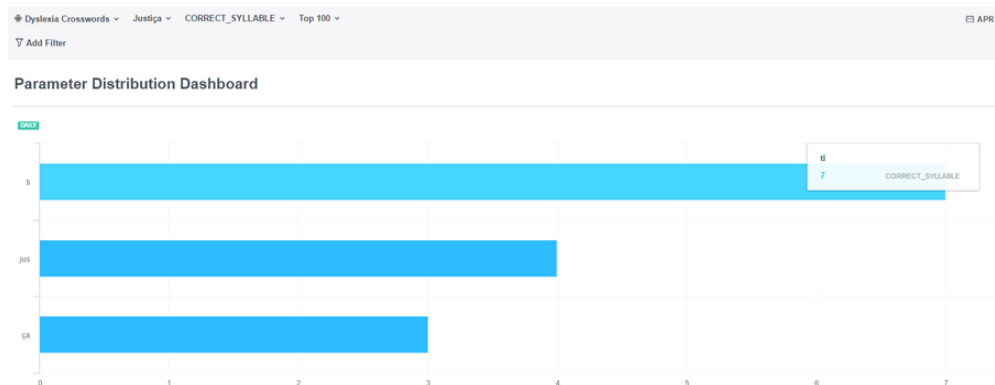 Dyslexia Crosswords Justiça CORRECT_SYLLABLE Top 100 APR
Add Filter
Parameter Distribution Dashboard
DAILY
ti
7 CORRECT_SYLLABLE
ti
jus
ça
0 1 2 3 4 5 6 7